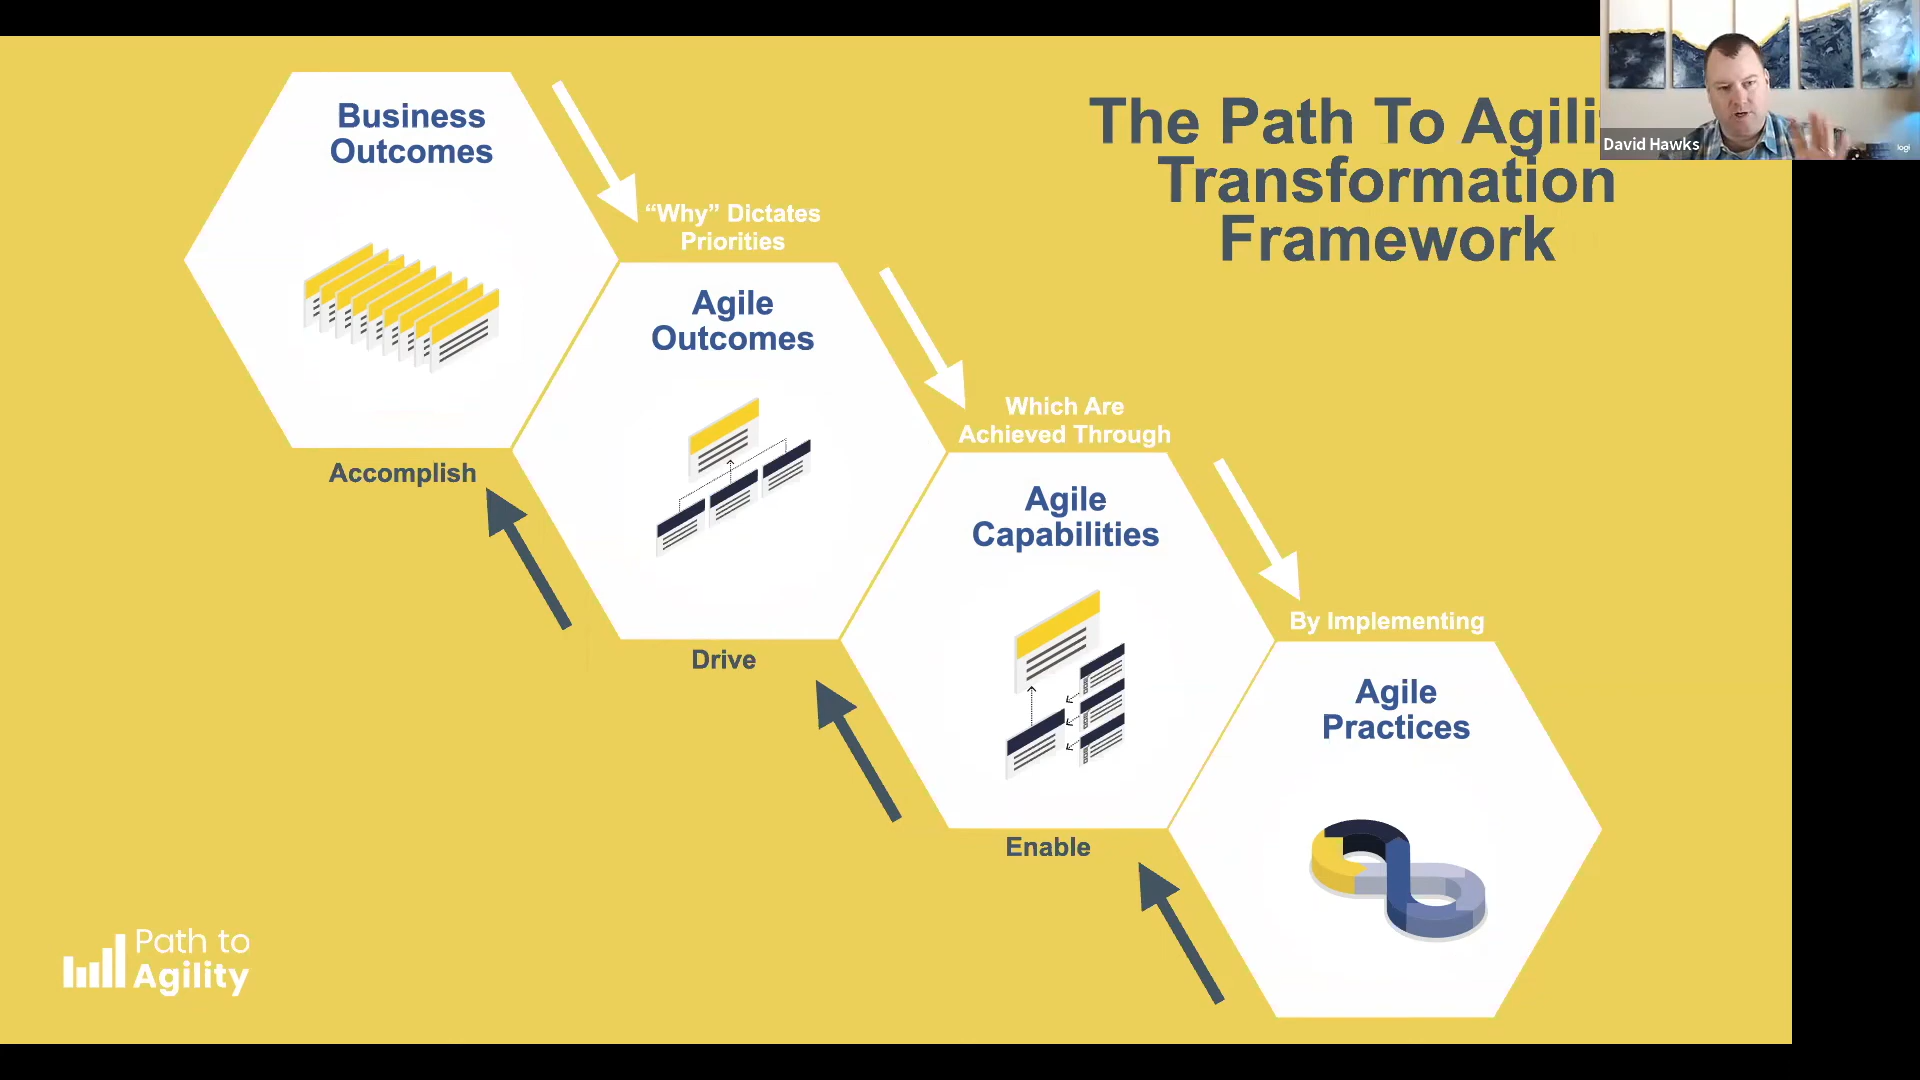 The Path To Agili
Transformation
Framework
David Hawks
logi
Business
Outcomes
"Why" Dictates
Priorities
Agile
Outcomes
Accomplish
Which Are
Achieved Through
Agile
Capabilities
Drive
By Implementing
Agile
Practices
Enable
Path to
Agility